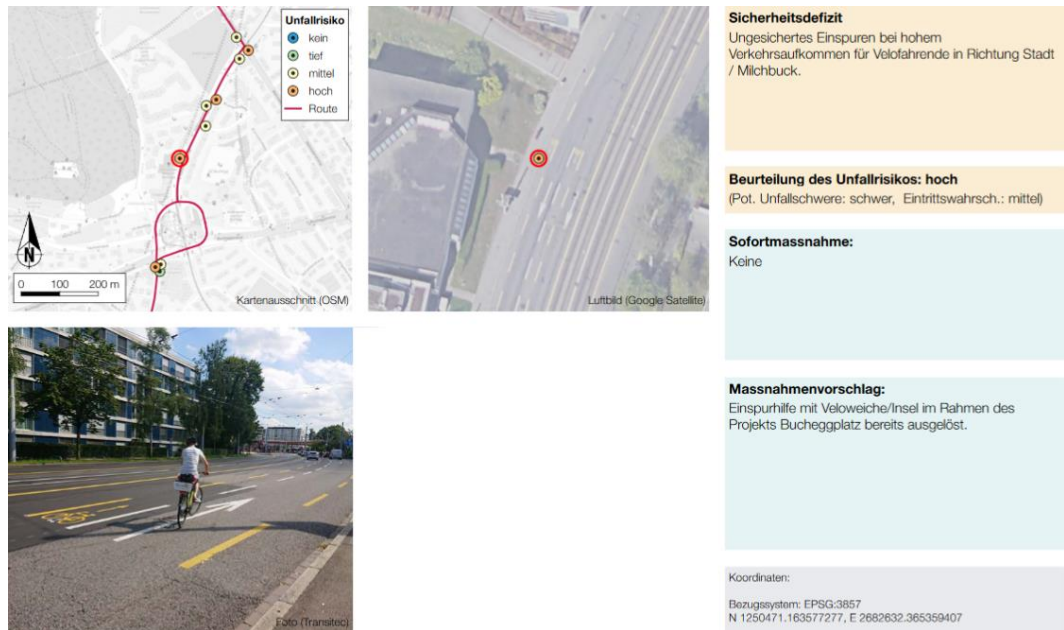 Unfallrisiko
kein
tief
mittel
hoch
Route
N
0 100 200 m
Kartenausschnitt (OSM)
Luftbild (Google Satellite)
Foto (Transitec)
Sicherheitsdefizit
Ungesichertes Einspuren bei hohem
Verkehrsaufkommen für Velofahrende in Richtung Stadt
/ Milchbuck.
Beurteilung des Unfallrisikos: hoch
(Pot. Unfallschwere: schwer, Eintrittswahrsch.: mittel)
Sofortmassnahme:
Keine
Massnahmenvorschlag:
Einspurhilfe mit Veloweiche/Insel im Rahmen des
Projekts Bucheggplatz bereits ausgelöst.
Koordinaten:
Bezugssystem: EPSG:3857
N 1250471.163577277, E 2682632.365359407